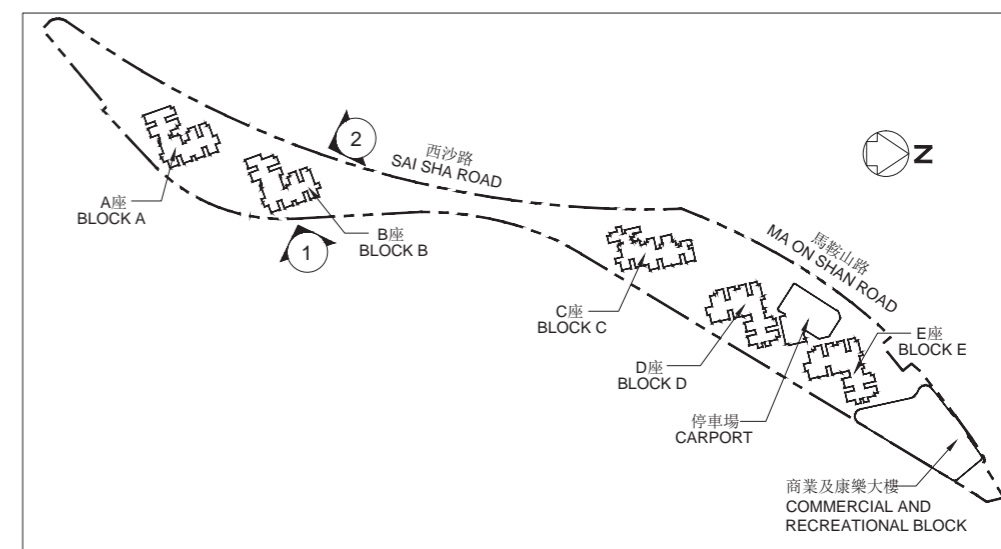 2
西沙路
SAI SHA ROAD
A座
BLOCK A
B座
BLOCK B
1
N
馬鞍山路
MA ON SHAN ROAD
C座
BLOCK C
E座
BLOCK E
D座
BLOCK D
停車場
CARPORT
商業及康樂大樓
COMMERCIAL AND
RECREATIONAL BLOCK